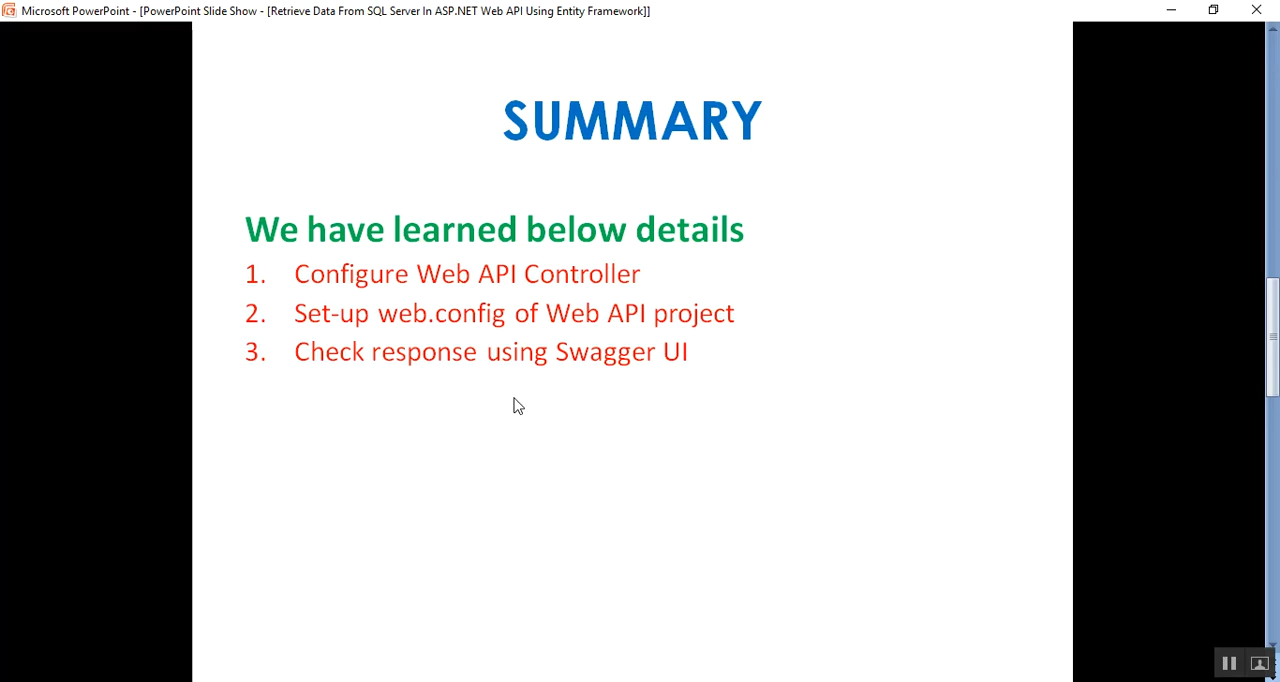 Microsoft PowerPoint - [PowerPoint Slide Show - [Retrieve Data From SQL Server In ASP.NET Web API Using Entity Framework]]
SUMMARY
We have learned below details
1. Configure Web API Controller
2. Set-up web.config of Web API project
3. Check response using Swagger UI